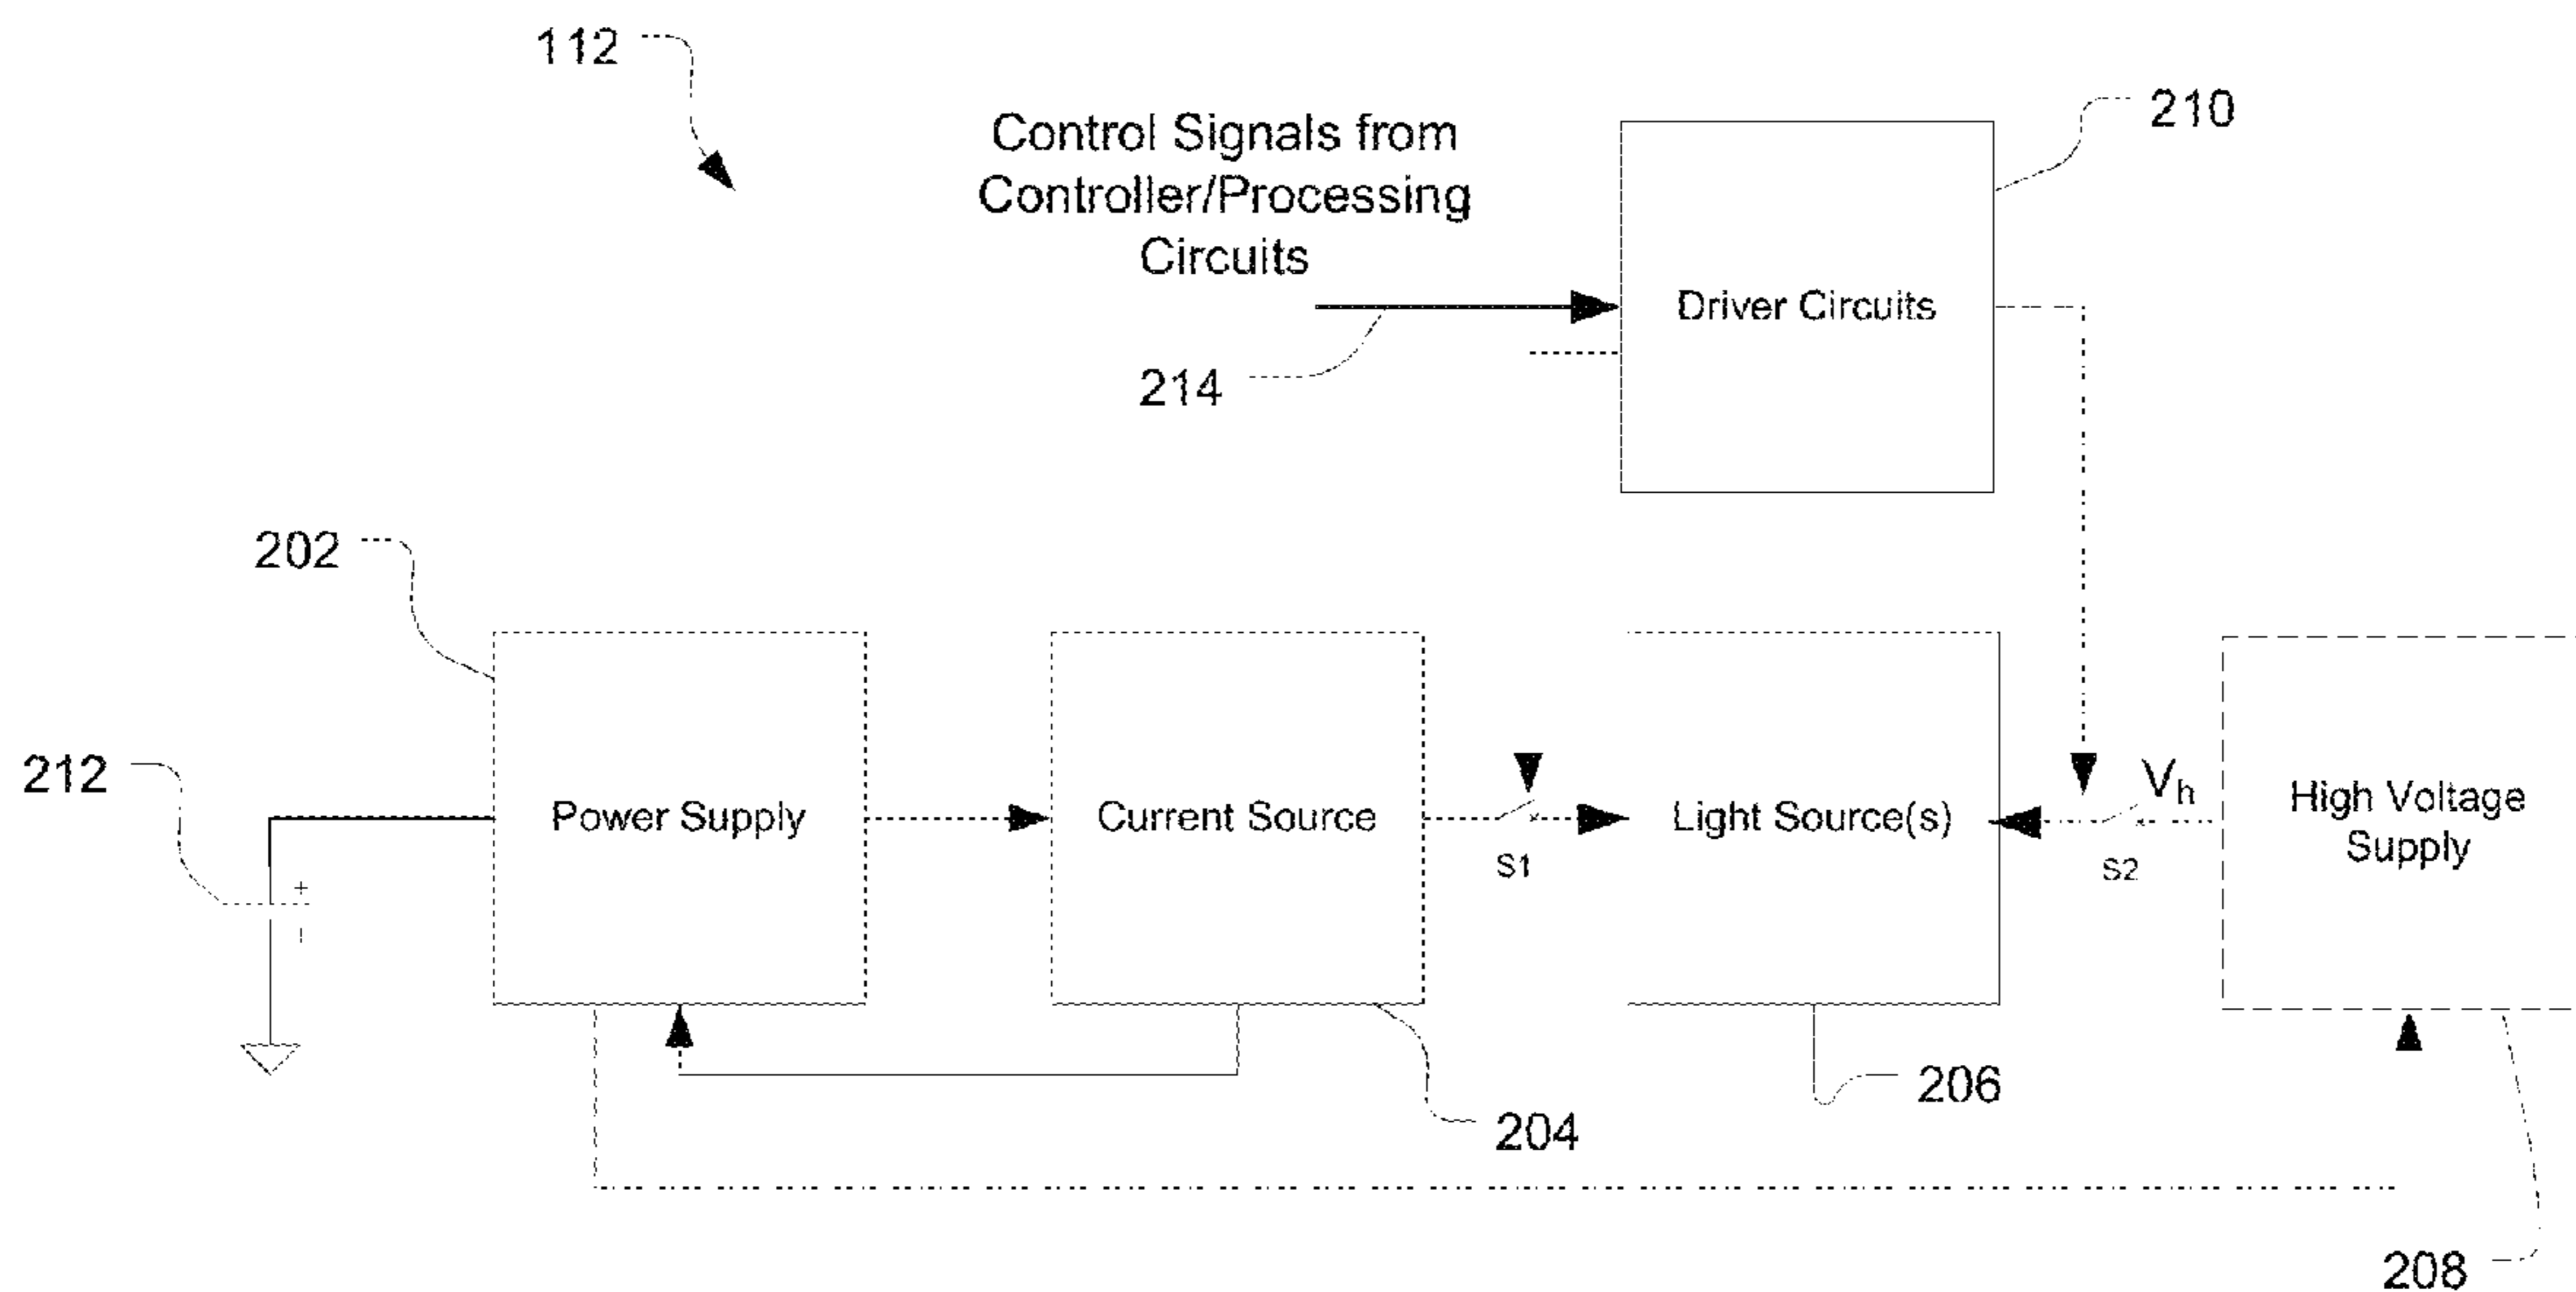 112
Control Signals from
Controller/Processing
Circuits
210
Driver Circuits
214
202
212
Power Supply
Current Source
S1
Light Source(s)
S2
Vh
High Voltage
Supply
+
206
204
208